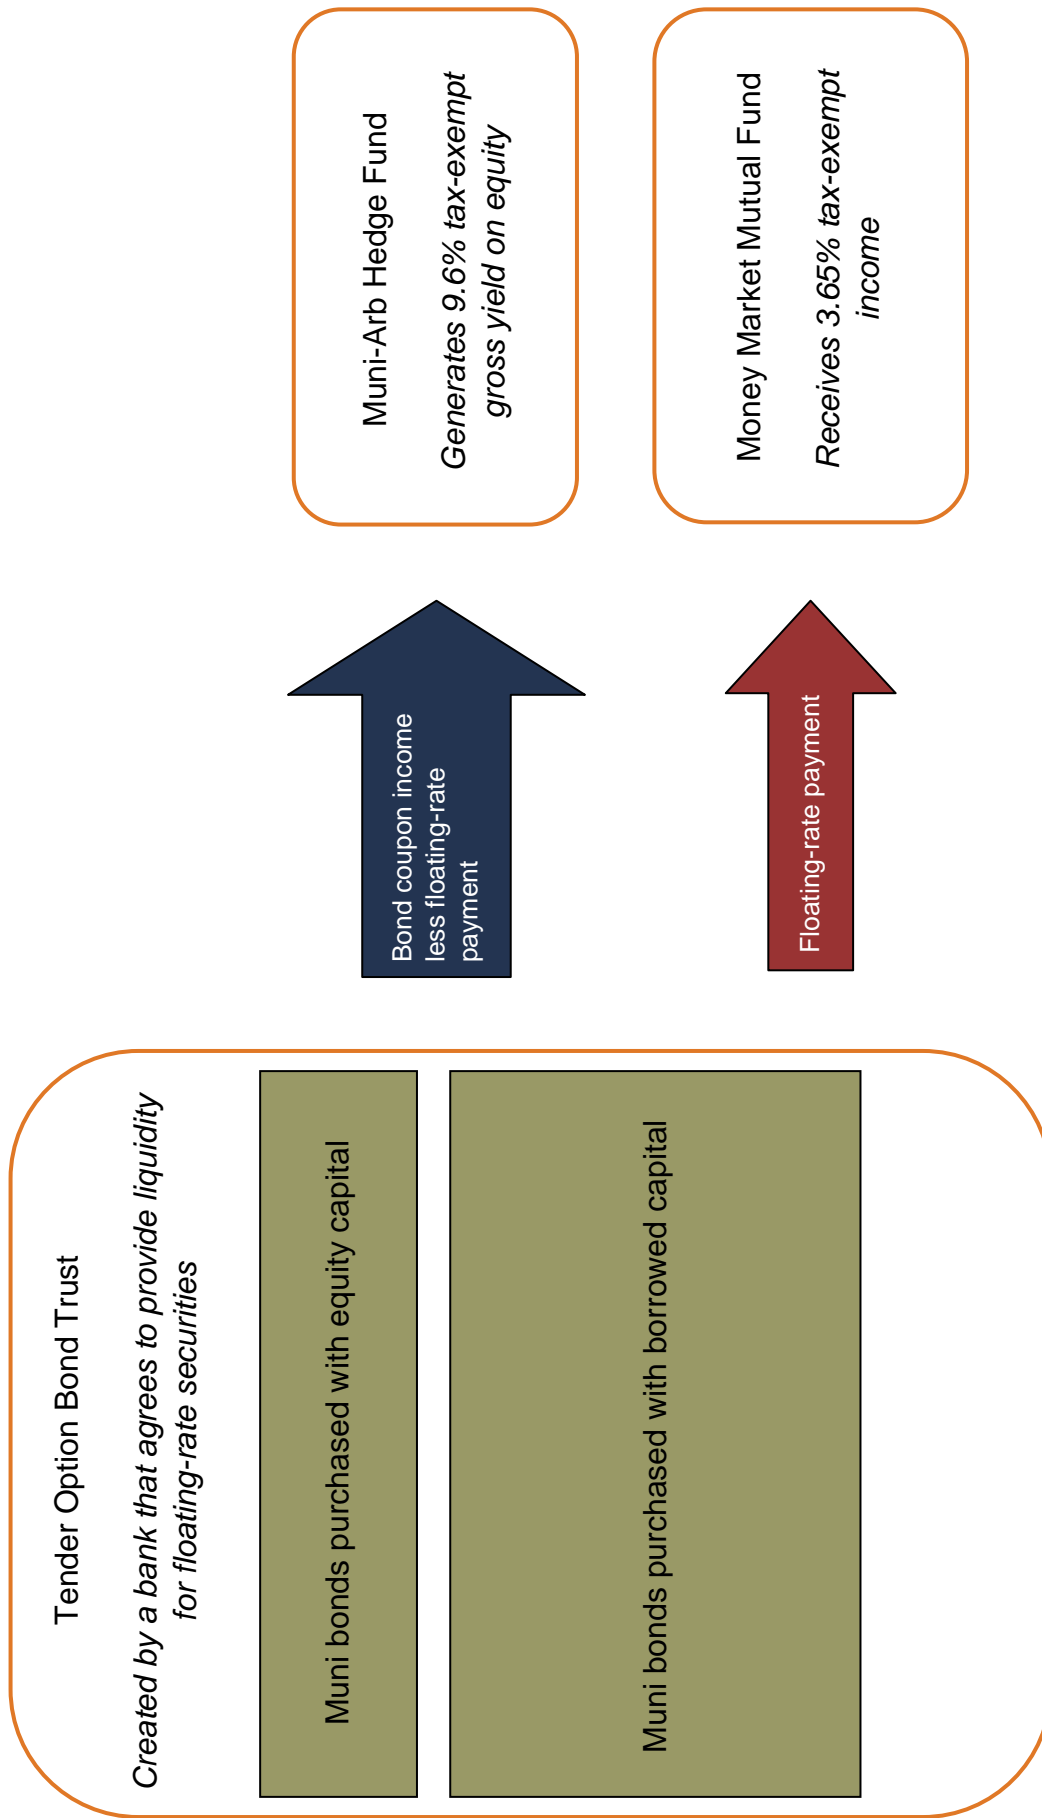 Tender Option Bond Trust
Created by a bank that agrees to provide liquidity
for floating-rate securities
Muni bonds purchased with equity capital
Muni bonds purchased with borrowed capital
Bond coupon income
less floating-rate
payment
Floating-rate payment
Muni-Arb Hedge Fund
Generates 9.6% tax-exempt
gross yield on equity
Money Market Mutual Fund
Receives 3.65% tax-exempt
income